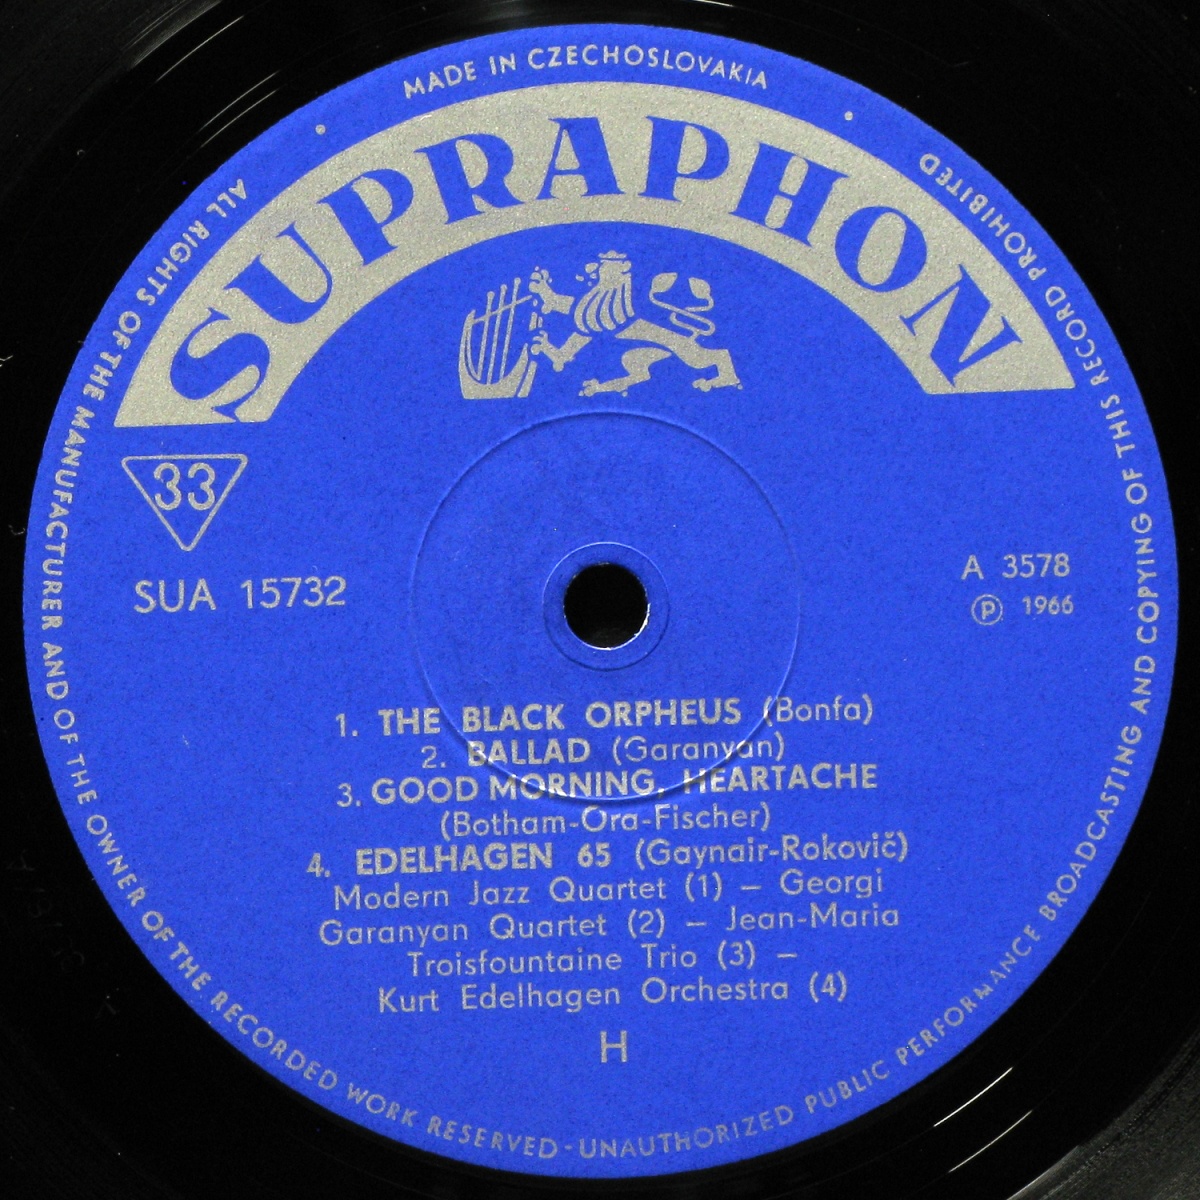 MADE IN CZECHOSLOVAKIA
SUPRAPHON
33
SUA 15732
A 3578
Ⓟ 1966
1. THE BLACK ORPHEUS (Bonfa)
2. BALLAD (Garanyan)
3. GOOD MORNING, HEARTACHE
(Botham-Ora-Fischer)
4. EDELHAGEN 65 (Gaynair-Rokovič)
Modern Jazz Quartet (1) – Georgi
Garanyan Quartet (2) – Jean-Maria
Troisfountaine Trio (3) –
Kurt Edelhagen Orchestra (4)
H
ALL RIGHTS OF THE MANUFACTURER AND OF THE OWNER OF THE RECORDED WORK RESERVED - UNAUTHORIZED PUBLIC PERFORMANCE BROADCASTING AND COPYING OF THIS RECORD PROHIBITED